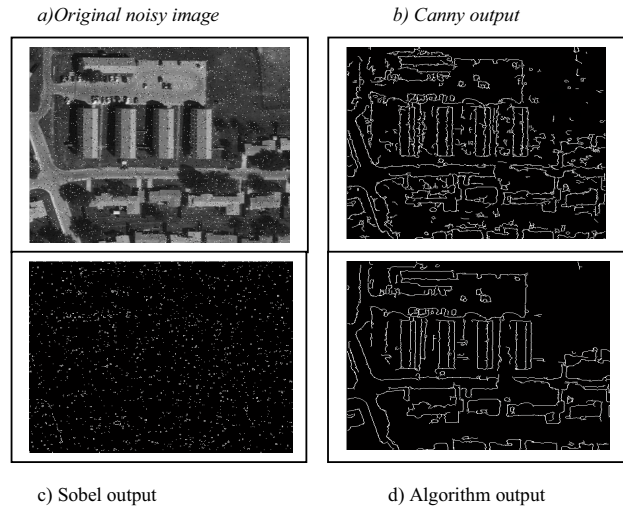 a)Original noisy image
b) Canny output
c) Sobel output
d) Algorithm output